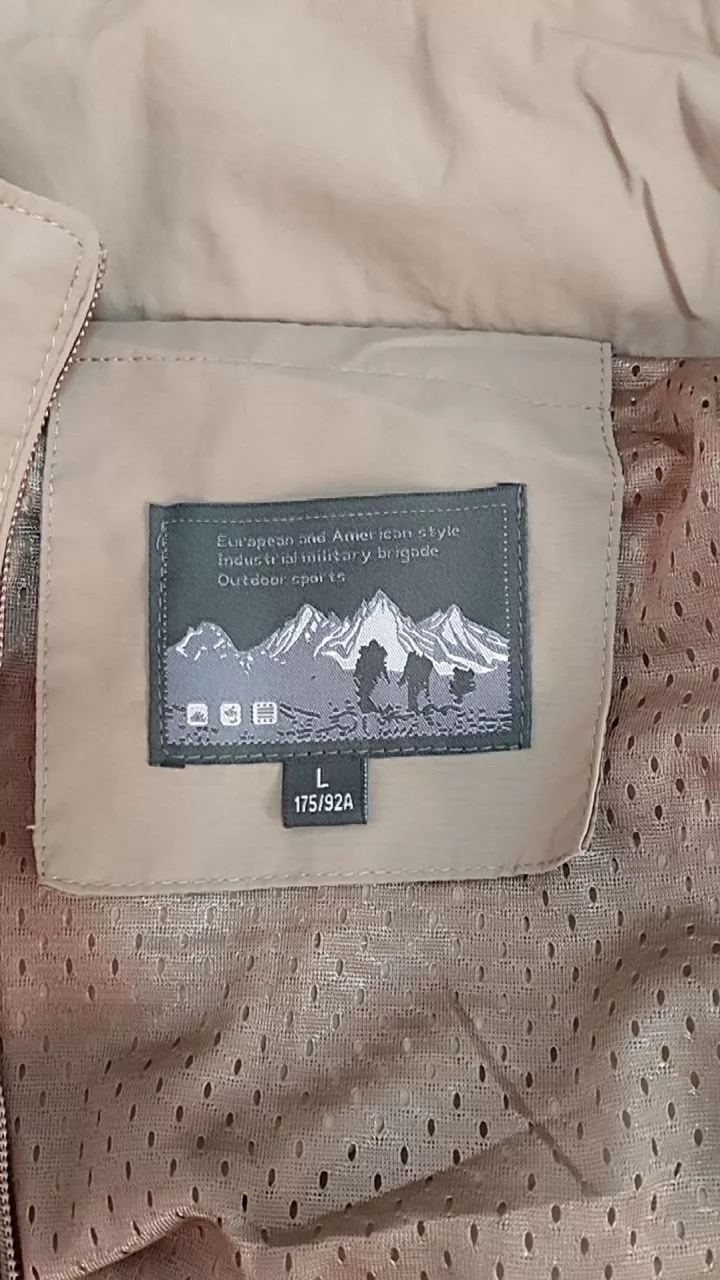 European and American style
Industrial military brigade
Outdoor sports
L
175/92A